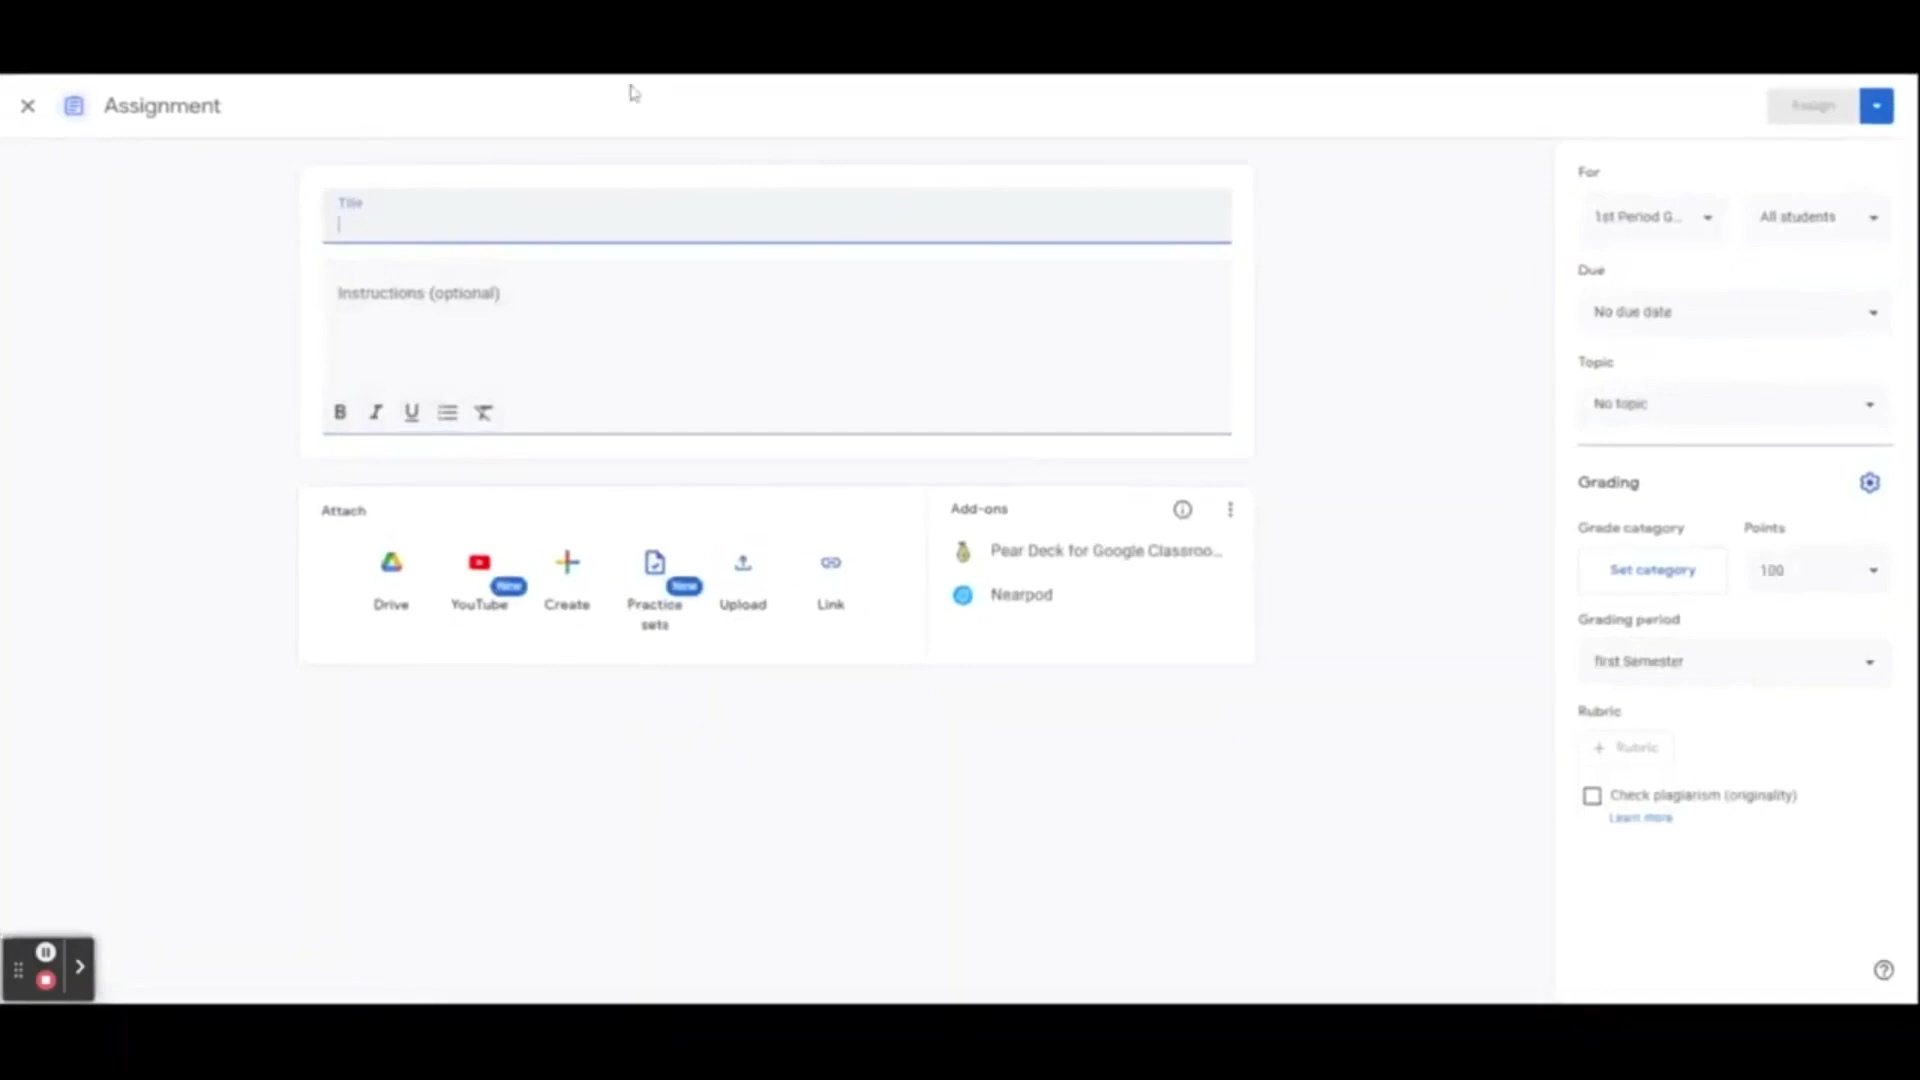 Assignment
Assign
Title
Instructions (optional)
B I U
Attach
Drive
YouTube
New
Create
Practice sets
New
Upload
Link
Add-ons
Pear Deck for Google Classroo...
Nearpod
For
1st Period G...
All students
Due
No due date
Topic
No topic
Grading
Grade category
Points
Set category
100
Grading period
first Semester
Rubric
+ Rubric
Check plagiarism (originality)
Learn more